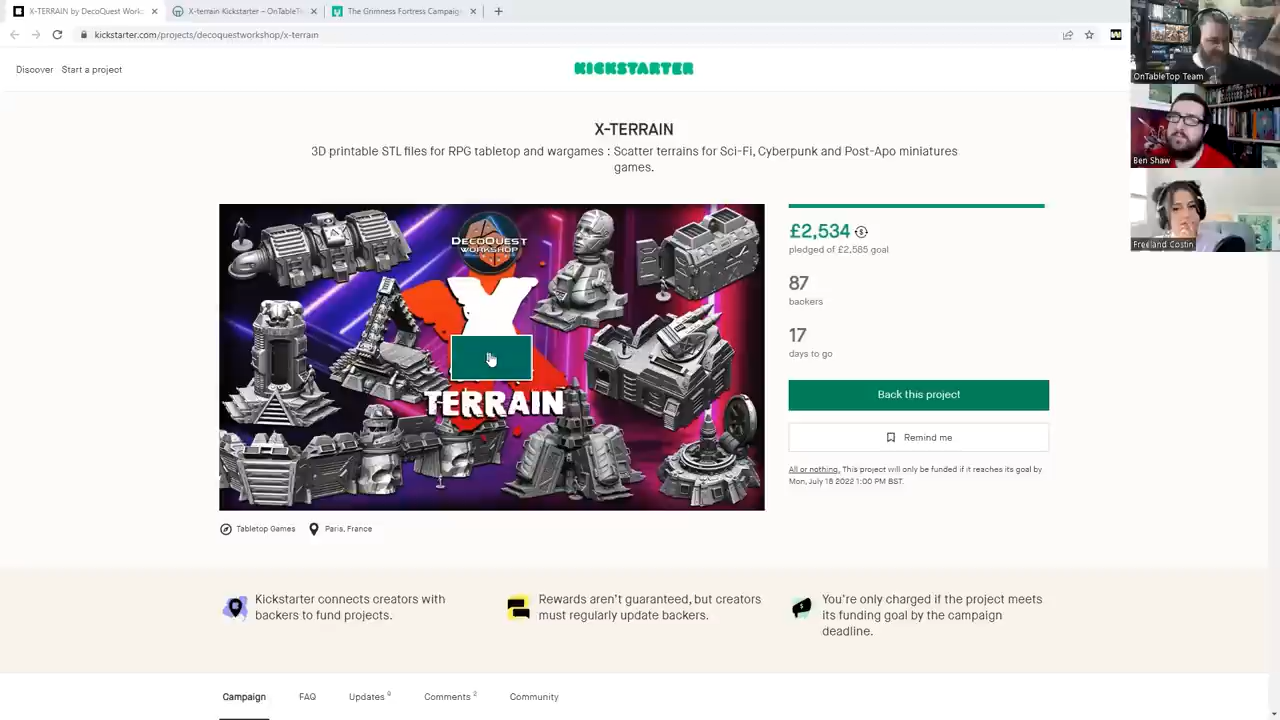 X-TERRAIN by DecoQuest Work
X-terrain Kickstarter – OnTableT
The Grimness Fortress Campaig
kickstarter.com/projects/decoquestworkshop/x-terrain
Discover
Start a project
KICKSTARTER
X-TERRAIN
3D printable STL files for RPG tabletop and wargames : Scatter terrains for Sci-Fi, Cyberpunk and Post-Apo miniatures
games.
DECOQUEST
WORKSHOP
X
TERRAIN
£2,534
pledged of £2,585 goal
87
backers
17
days to go
Back this project
Remind me
All or nothing. This project will only be funded if it reaches its goal by
Mon, July 18 2022 1:00 PM BST.
Tabletop Games
Paris, France
Kickstarter connects creators with
backers to fund projects.
Rewards aren't guaranteed, but creators
must regularly update backers.
You're only charged if the project meets
its funding goal by the campaign
deadline.
Campaign
FAQ
Updates
Comments 2
Community
OnTableTop Team
Ben Shaw
Free and Costin